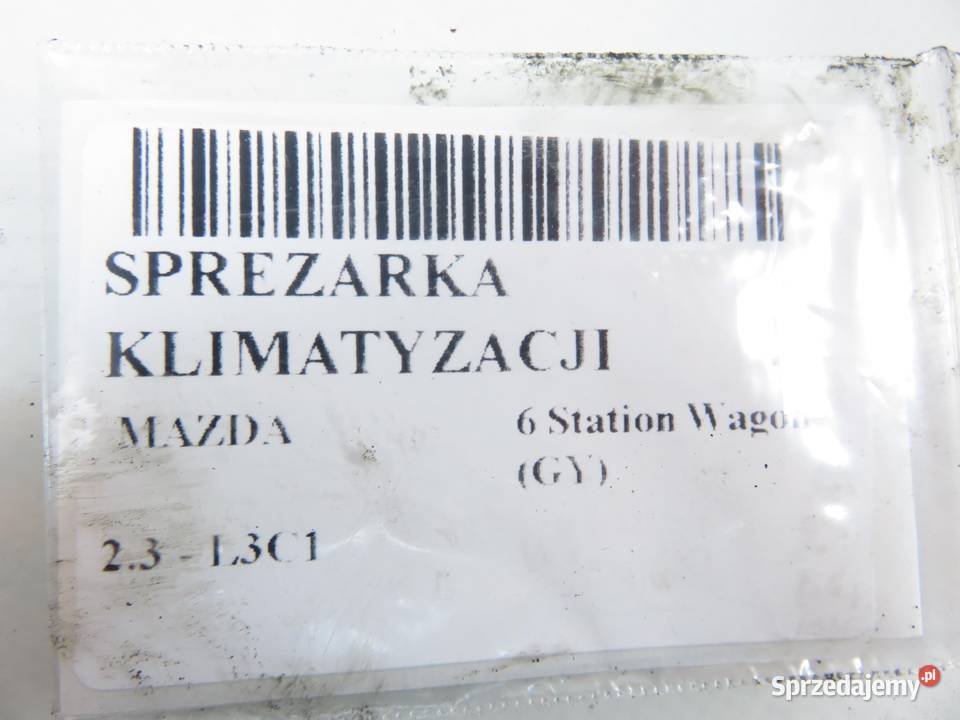 SPREZARKA
KLIMATYZACJI
MAZDA 6 Station Wagon
(GY)
2.3 - L3C1
Sprzedajemy.pl